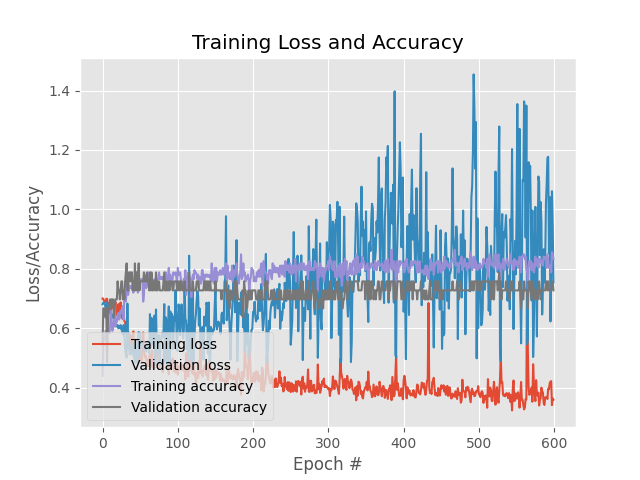 Training Loss and Accuracy
Loss/Accuracy
1.4
1.2
1.0
0.8
0.6
0.4
Training loss
Validation loss
Training accuracy
Validation accuracy
0 100 200 300 400 500 600
Epoch #